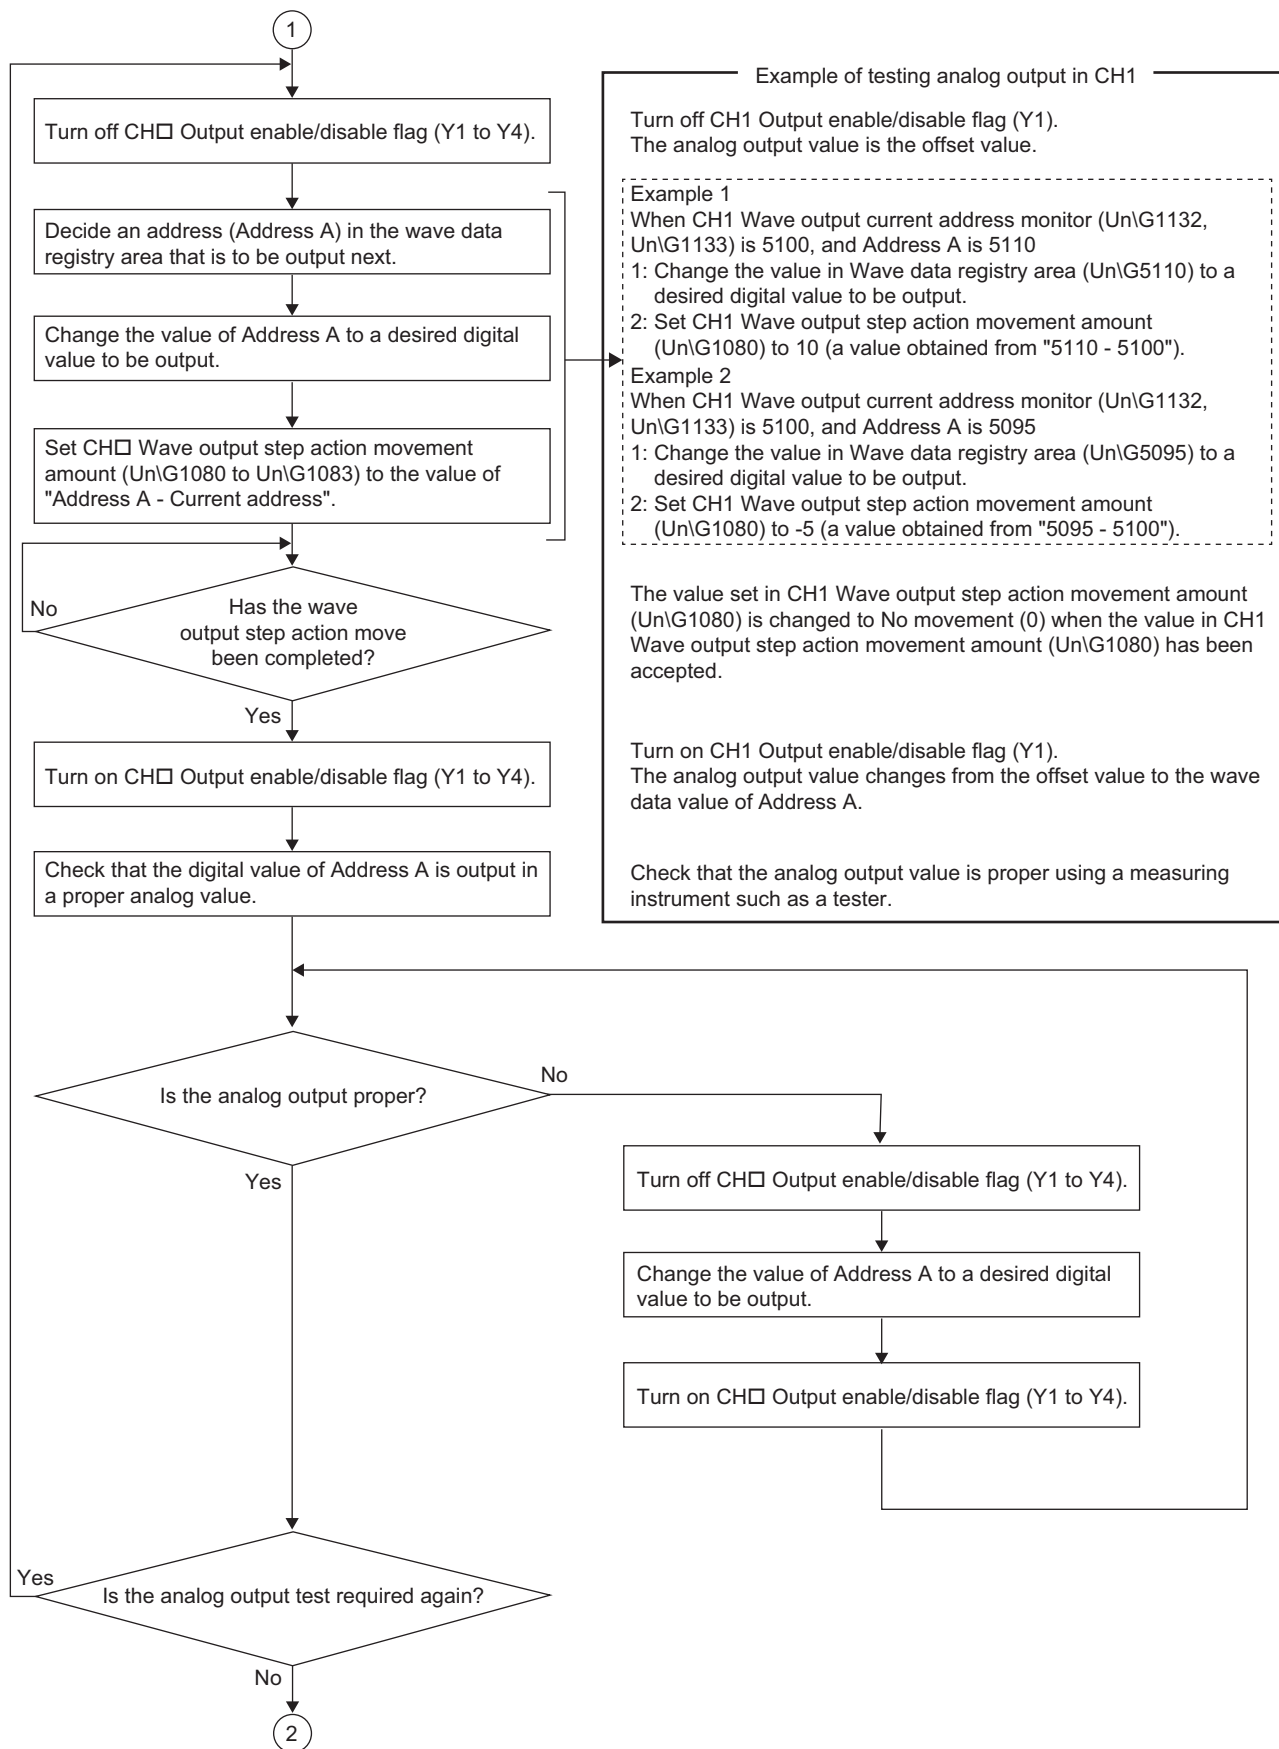 1
Turn off CH□ Output enable/disable flag (Y1 to Y4).
Decide an address (Address A) in the wave data
registry area that is to be output next.
Change the value of Address A to a desired digital
value to be output.
Set CH□ Wave output step action movement
amount (Un\G1080 to Un\G1083) to the value of
"Address A - Current address".
No
Has the wave
output step action move
been completed?
Yes
Turn on CH□ Output enable/disable flag (Y1 to Y4).
Check that the digital value of Address A is output in
a proper analog value.
Example of testing analog output in CH1
Turn off CH1 Output enable/disable flag (Y1).
The analog output value is the offset value.
Example 1
When CH1 Wave output current address monitor (Un\G1132,
Un\G1133) is 5100, and Address A is 5110
1: Change the value in Wave data registry area (Un\G5110) to a
desired digital value to be output.
2: Set CH1 Wave output step action movement amount
(Un\G1080) to 10 (a value obtained from "5110 - 5100").
Example 2
When CH1 Wave output current address monitor (Un\G1132,
Un\G1133) is 5100, and Address A is 5095
1: Change the value in Wave data registry area (Un\G5095) to a
desired digital value to be output.
2: Set CH1 Wave output step action movement amount
(Un\G1080) to -5 (a value obtained from "5095 - 5100").
The value set in CH1 Wave output step action movement amount
(Un\G1080) is changed to No movement (0) when the value in CH1
Wave output step action movement amount (Un\G1080) has been
accepted.
Turn on CH1 Output enable/disable flag (Y1).
The analog output value changes from the offset value to the wave
data value of Address A.
Check that the analog output value is proper using a measuring
instrument such as a tester.
Is the analog output proper?
No
Yes
Turn off CH□ Output enable/disable flag (Y1 to Y4).
Change the value of Address A to a desired digital
value to be output.
Turn on CH□ Output enable/disable flag (Y1 to Y4).
Yes
Is the analog output test required again?
No
2